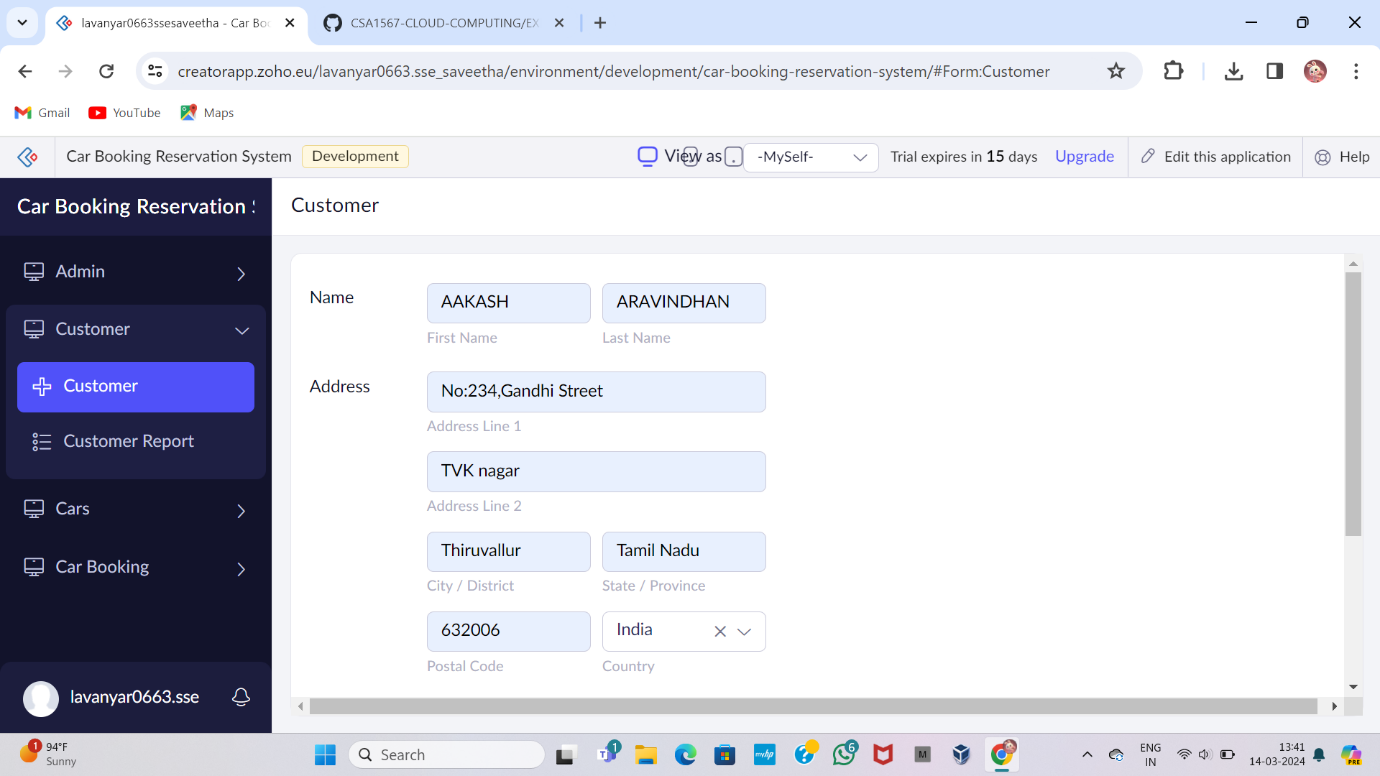 lavanyar0663ssesaveetha - Car Boo
CSA1567-CLOUD-COMPUTING/EX
creatorapp.zoho.eu/lavanyar0663.sse_saveetha/environment/development/car-booking-reservation-system/#Form:Customer
Gmail YouTube Maps
Car Booking Reservation System Development View as -MySelf- Trial expires in 15 days Upgrade Edit this application Help
Car Booking Reservation
Customer
Admin
Customer
Customer
Customer Report
Cars
Car Booking
lavanyar0663.sse
Name
AAKASH ARAVINDHAN
First Name Last Name
Address
No:234,Gandhi Street
Address Line 1
TVK nagar
Address Line 2
Thiruvallur Tamil Nadu
City / District State / Province
632006 India
Postal Code Country
1 94°F
Sunny
Search
1
myhp
6
M
ENG
IN
13:41
14-03-2024
PRE